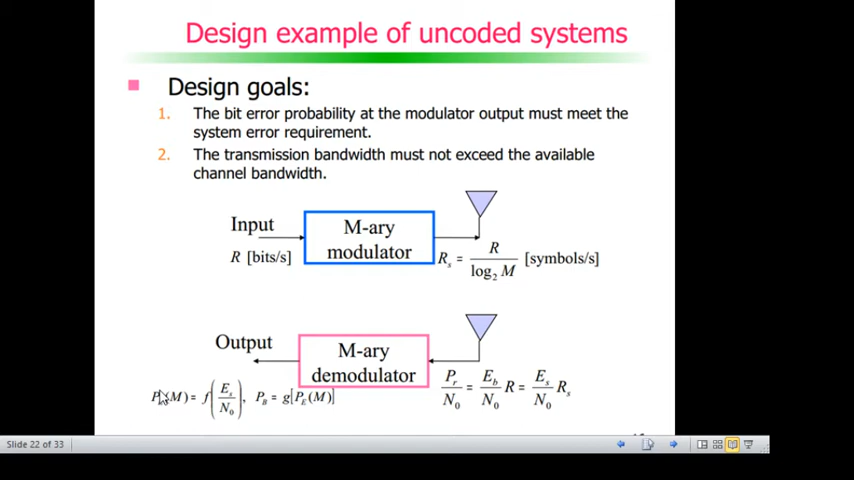 Design example of uncoded systems
Design goals:
1. The bit error probability at the modulator output must meet the
system error requirement.
2. The transmission bandwidth must not exceed the available
channel bandwidth.
Input
R [bits/s]
M-ary
modulator
R_s = R / log_2 M [symbols/s]
Output
M-ary
demodulator
P_r / N_0 = E_b / N_0 R = E_s / N_0 R_s
(M) = f(E_s / N_0), P_B = g[P_E(M)]
Slide 22 of 33